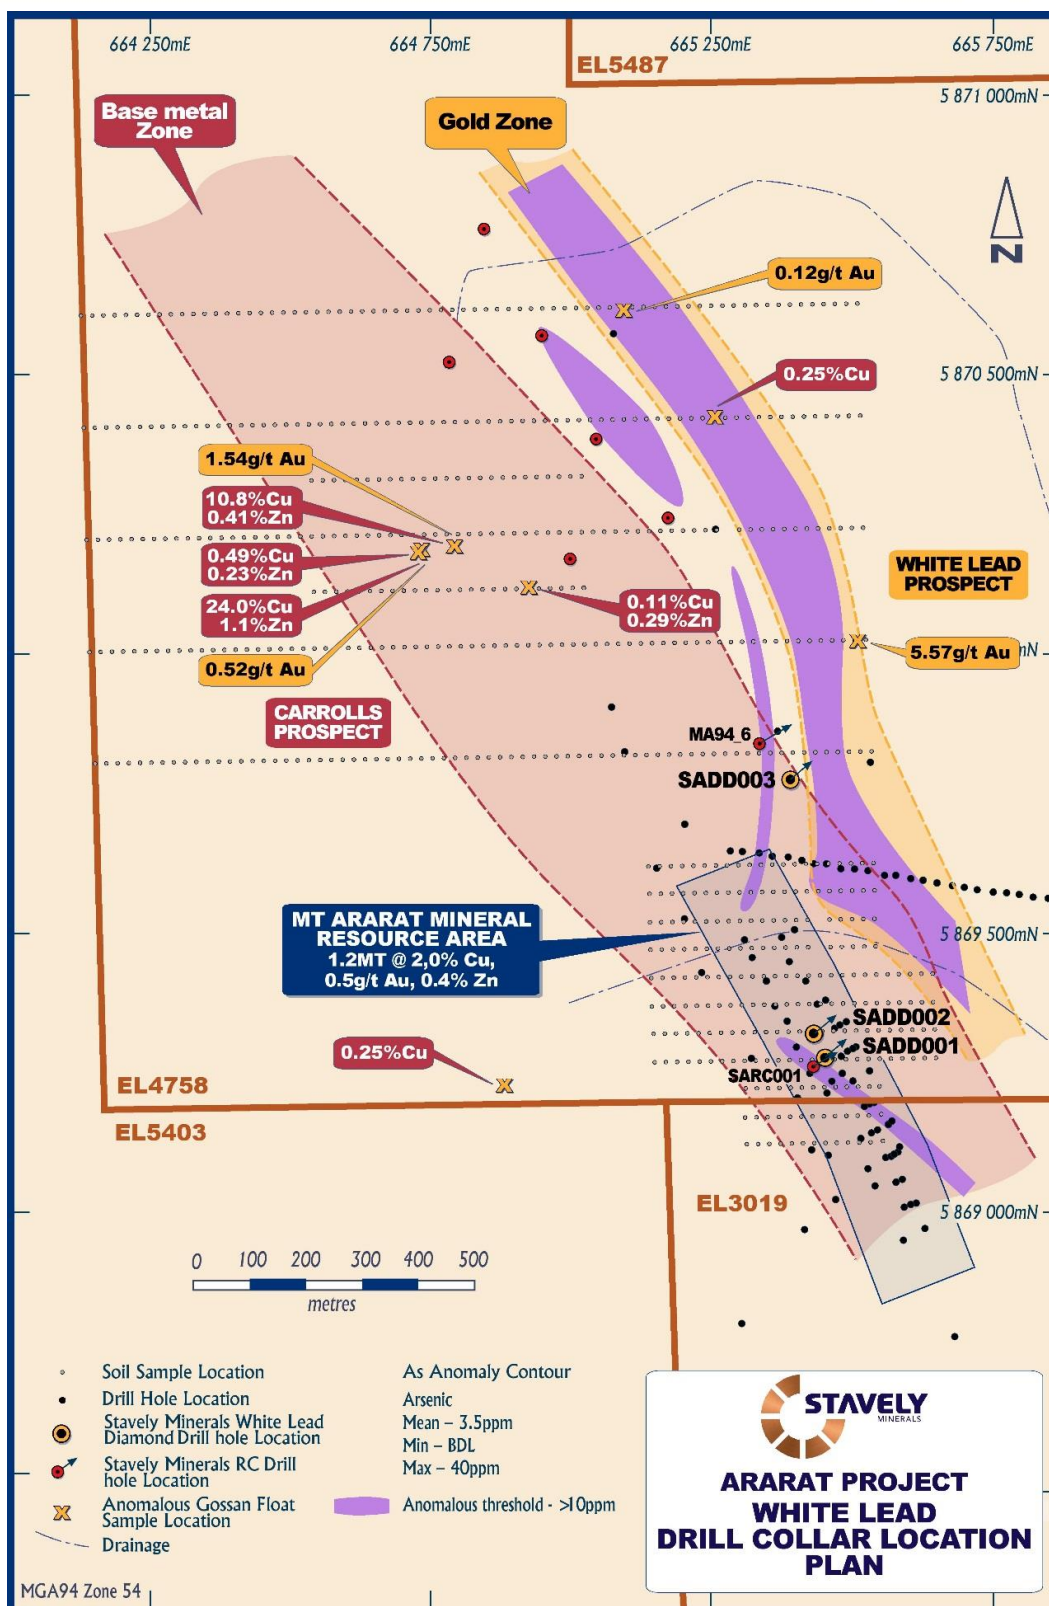 664 250mE
664 750mE
665 250mE
665 750mE
EL5487
5 871 000mN
Base metal
Zone
Gold Zone
N
0.12g/t Au
0.25%Cu
5 870 500mN
1.54g/t Au
10.8%Cu
0.41%Zn
0.49%Cu
0.23%Zn
24.0%Cu
1.1%Zn
0.52g/t Au
0.11%Cu
0.29%Zn
WHITE LEAD
PROSPECT
5.57g/t Au
mN
CARROLLS
PROSPECT
MA94_6
SADD003
MT ARARAT MINERAL
RESOURCE AREA
1.2MT @ 2,0% Cu,
0.5g/t Au, 0.4% Zn
5 869 500mN
SADD002
SADD001
SARC001
0.25%Cu
EL4758
EL5403
EL3019
5 869 000mN
0 100 200 300 400 500
metres
Soil Sample Location
Drill Hole Location
Stavely Minerals White Lead
Diamond Drill hole Location
Stavely Minerals RC Drill
hole Location
Anomalous Gossan Float
Sample Location
Drainage
As Anomaly Contour
Arsenic
Mean – 3.5ppm
Min – BDL
Max – 40ppm
Anomalous threshold - >10ppm
STAVELY
MINERALS
ARARAT PROJECT
WHITE LEAD
DRILL COLLAR LOCATION
PLAN
MGA94 Zone 54